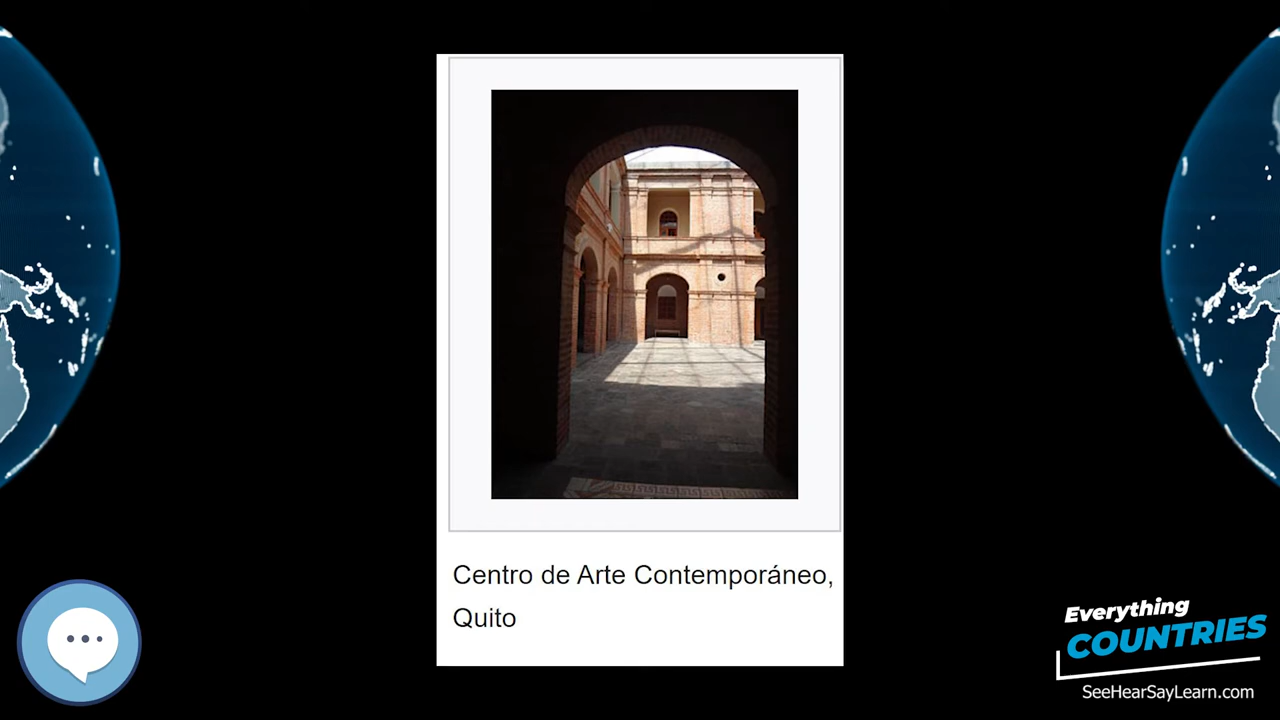 Centro de Arte Contemporáneo,
Quito
Everything
COUNTRIES
SeeHearSayLearn.com